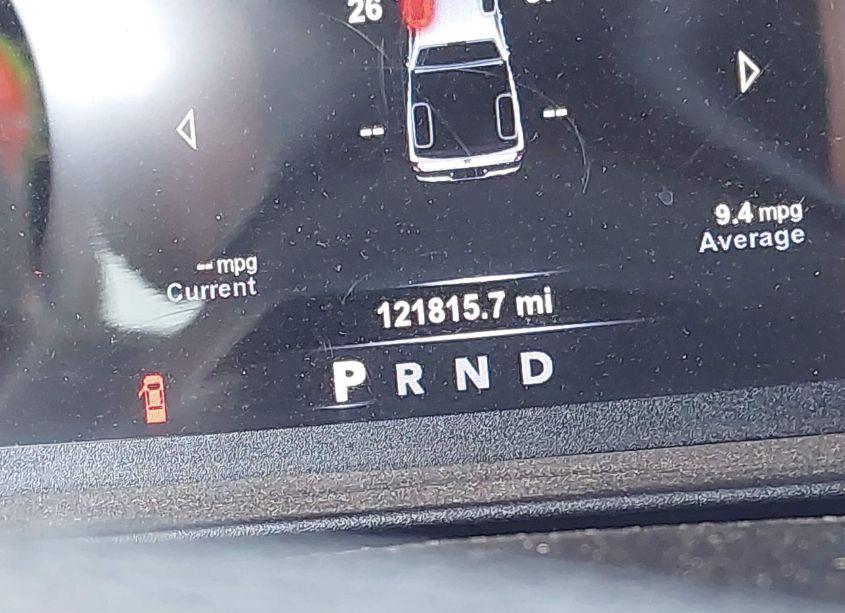 26
--
--
9.4 mpg
Average
-- mpg
Current
121815.7 mi
P R N D